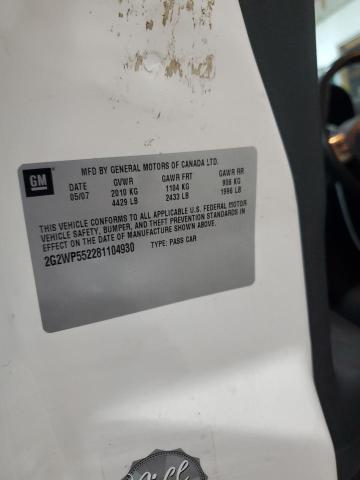 GM
MFD BY GENERAL MOTORS OF CANADA LTD.
DATE GVWR GAWR FRT GAWR RR
05/07 2010 KG 1104 KG 906 KG
4429 LB 2433 LB 1996 LB
THIS VEHICLE CONFORMS TO ALL APPLICABLE U.S. FEDERAL MOTOR
VEHICLE SAFETY, BUMPER, AND THEFT PREVENTION STANDARDS IN
EFFECT ON THE DATE OF MANUFACTURE SHOWN ABOVE.
2G2WP552281104930 TYPE: PASS CAR